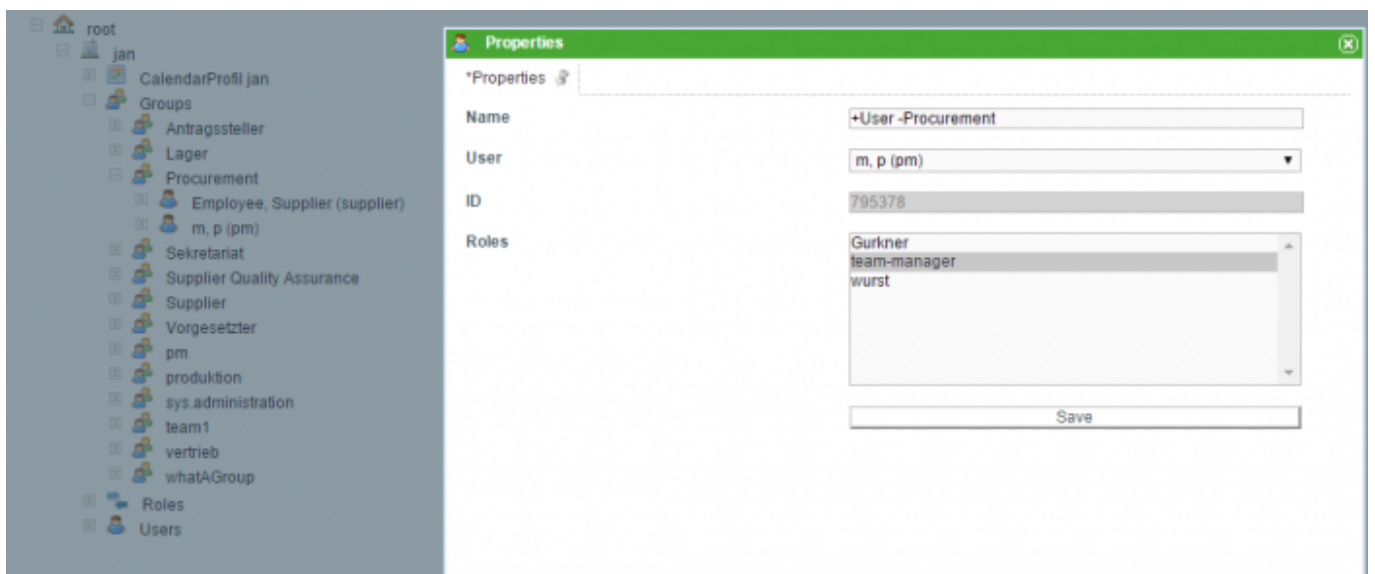 root
jan
CalendarProfil jan
Groups
Antragssteller
Lager
Procurement
Employee, Supplier (supplier)
m, p (pm)
Sekretariat
Supplier Quality Assurance
Supplier
Vorgesetzter
pm
produktion
sys.administration
team1
vertrieb
whatAGroup
Roles
Users
Properties
*Properties
Name
+User -Procurement
User
m, p (pm)
ID
795378
Roles
Gurkner
team-manager
wurst
Save